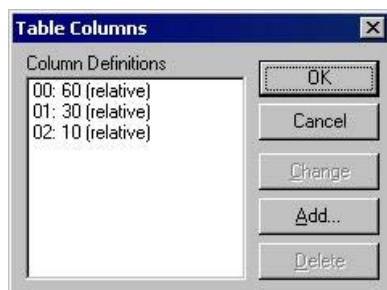 Table Columns
Column Definitions
00: 60 (relative)
01: 30 (relative)
02: 10 (relative)
OK
Cancel
Change
Add...
Delete